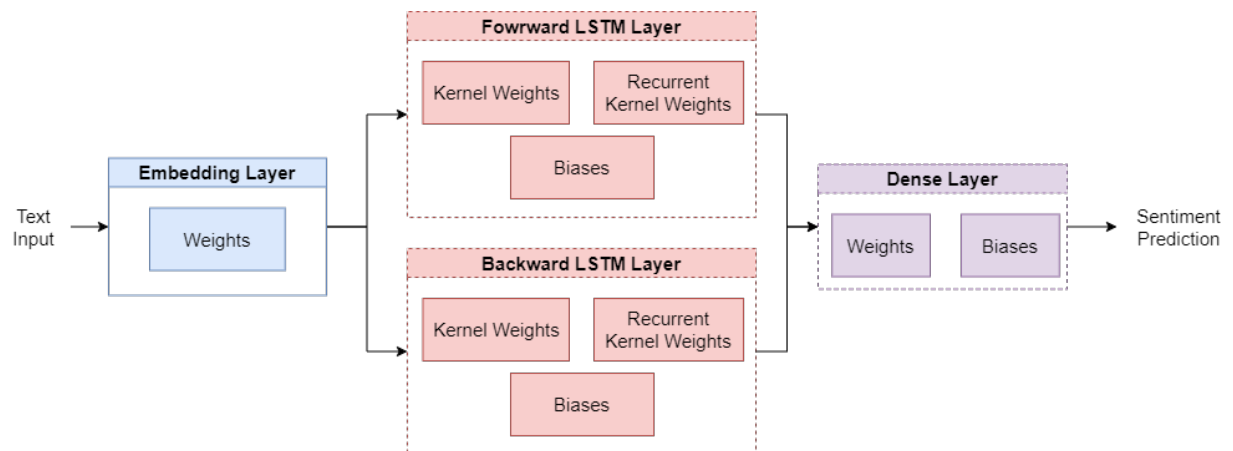 Text
Input
Embedding Layer
Weights
Fowrward LSTM Layer
Kernel Weights
Recurrent
Kernel Weights
Biases
Backward LSTM Layer
Kernel Weights
Recurrent
Kernel Weights
Biases
Dense Layer
Weights
Biases
Sentiment
Prediction